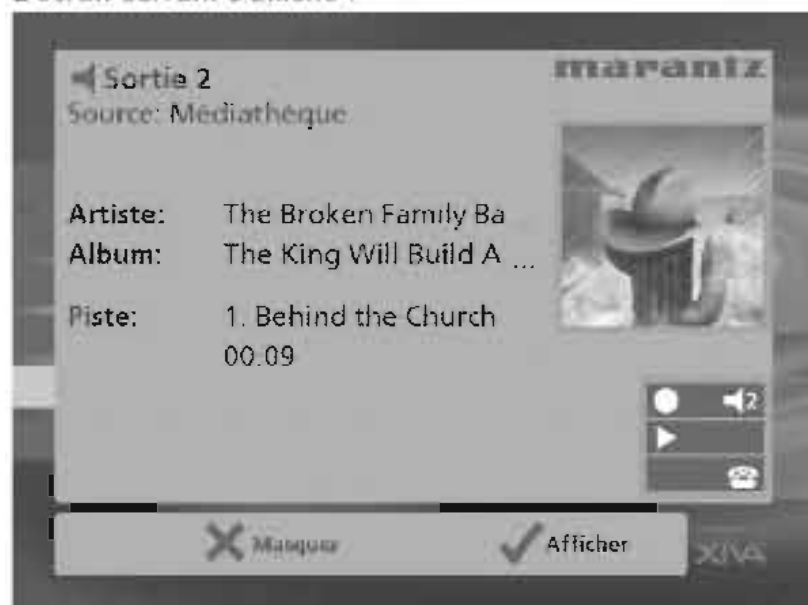 Sortie 2
marantz
Source: Médiathèque
Artiste: The Broken Family Ba
Album: The King Will Build A ...
Piste: 1. Behind the Church
00.09
2
Masquer
Afficher
XIVA